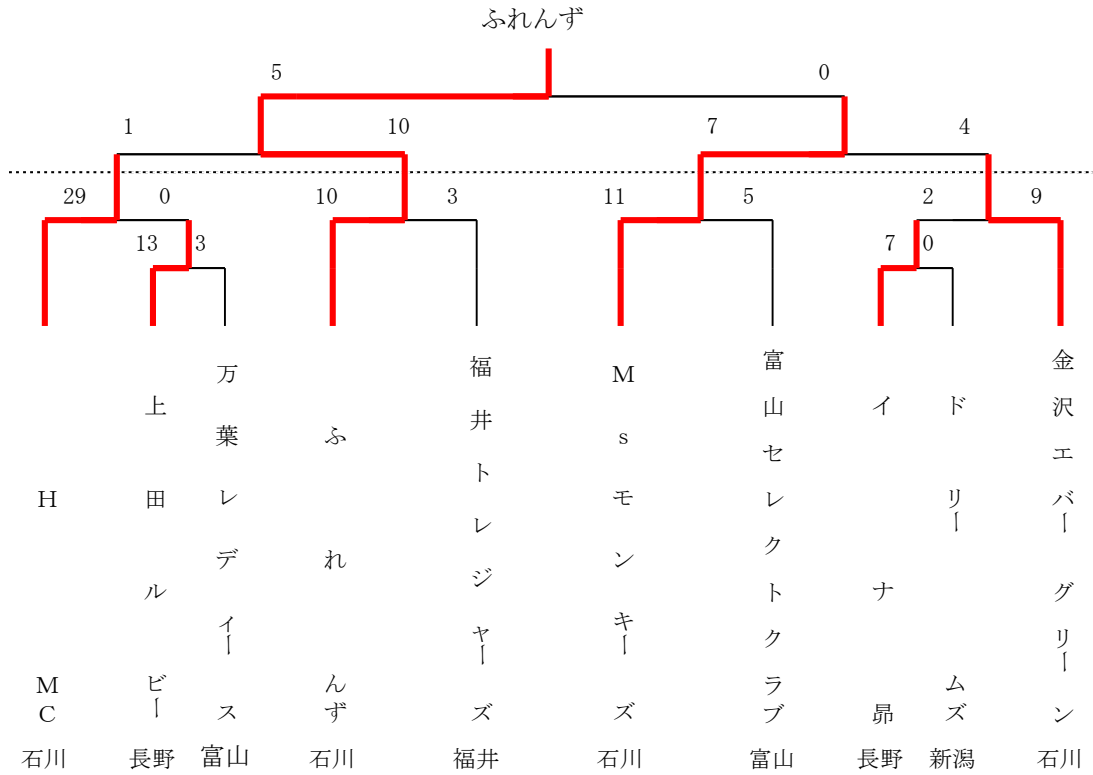 ふれんず
5
0
1
10
7
4
29
0
10
3
11
5
2
9
13
3
7
0
HMC
上田ルビー
万葉レディース
ふれんず
福井トレジャーズ
Msモンキーズ
富山セレクトクラブ
イナ昴
ドリームズ
金沢エバーグリーン
石川
長野
富山
石川
福井
石川
富山
長野
新潟
石川